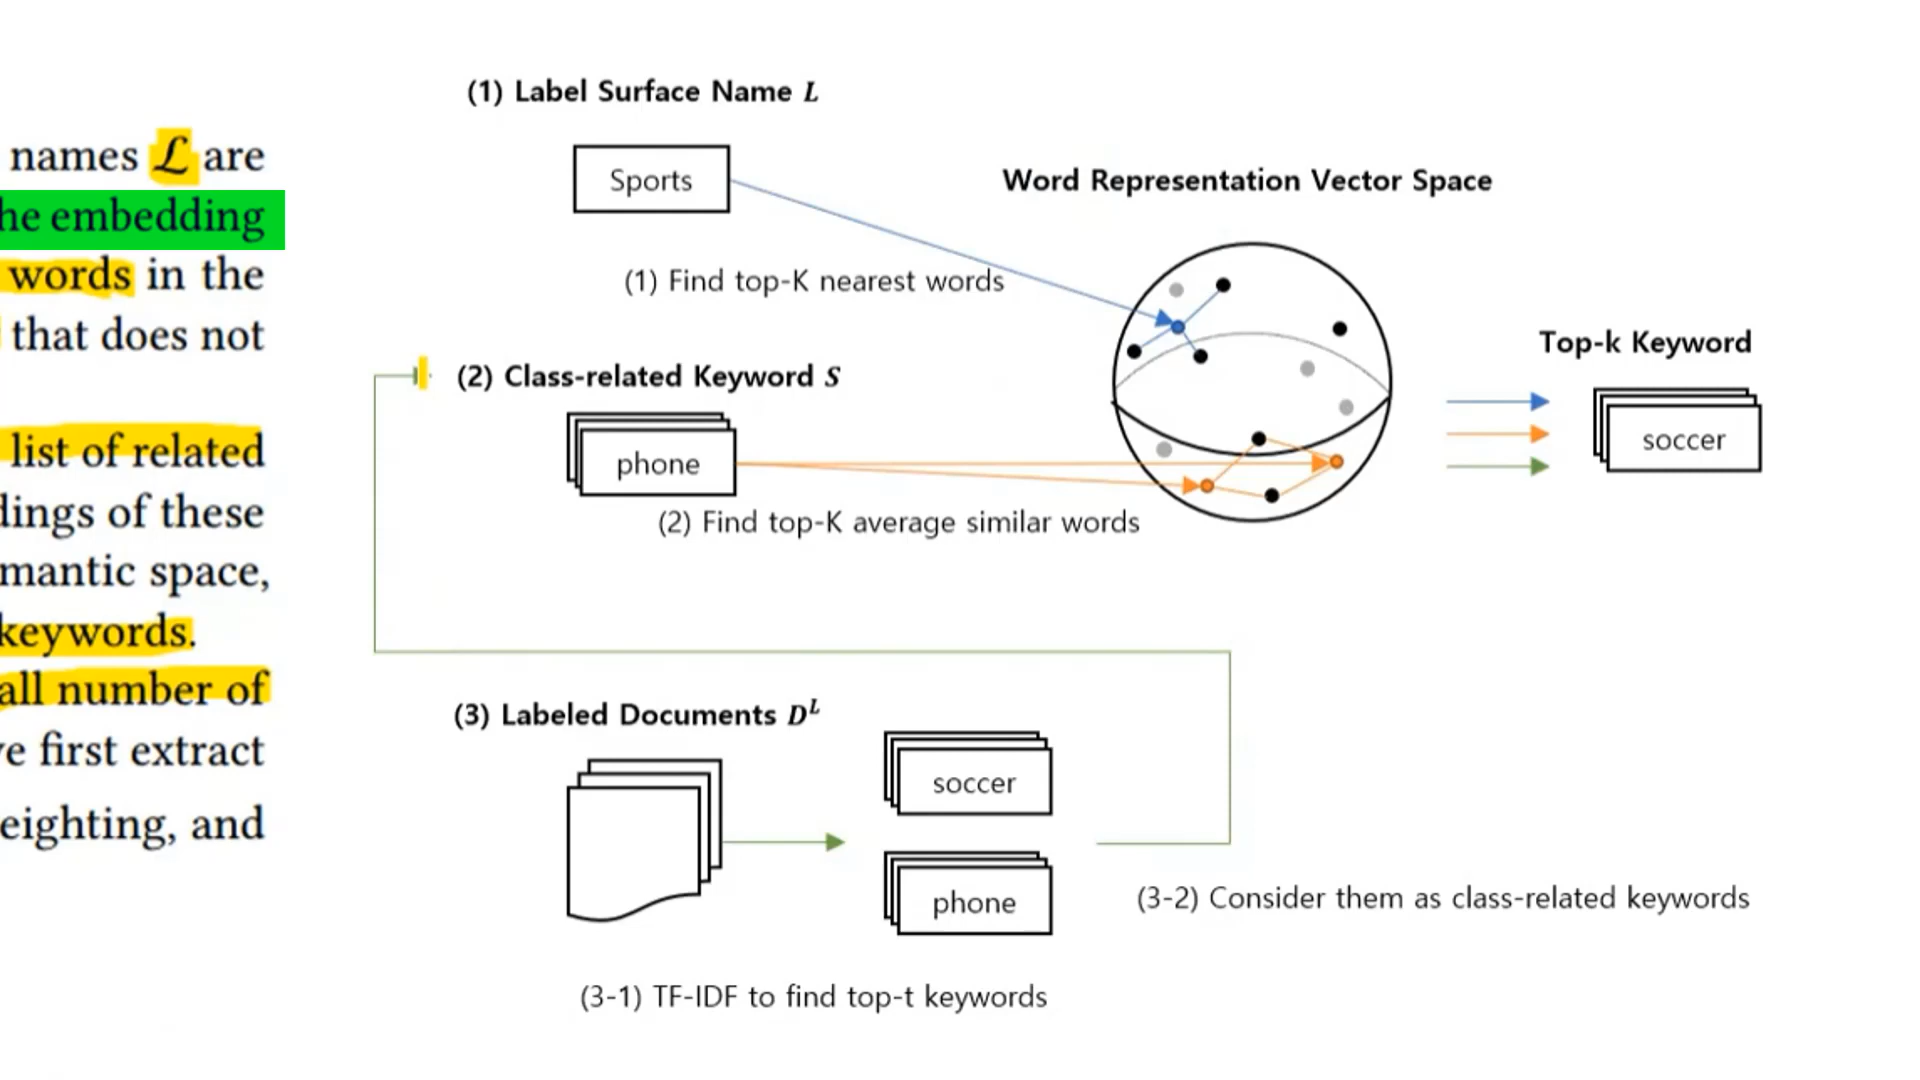 names ℒ are
he embedding
words in the
that does not
list of related
dings of these
mantic space,
keywords.
all number of
e first extract
eighting, and
(1) Label Surface Name L
Sports
(1) Find top-K nearest words
Word Representation Vector Space
(2) Class-related Keyword S
phone
(2) Find top-K average similar words
Top-k Keyword
soccer
(3) Labeled Documents Dᴸ
soccer
phone
(3-1) TF-IDF to find top-t keywords
(3-2) Consider them as class-related keywords